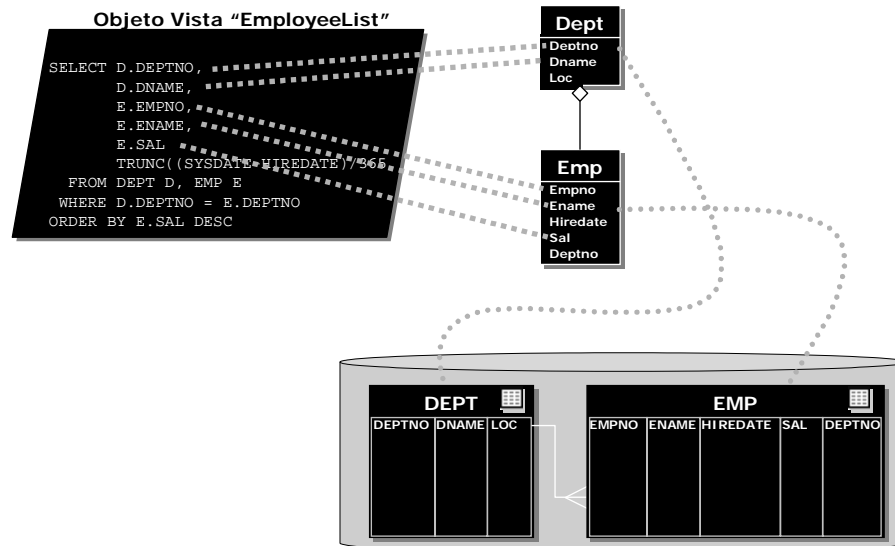 Objeto Vista “EmployeeList”
SELECT D.DEPTNO,
D.DNAME,
E.EMPNO,
E.ENAME,
E.SAL
TRUNC((SYSDATE-HIREDATE)/365
FROM DEPT D, EMP E
WHERE D.DEPTNO = E.DEPTNO
ORDER BY E.SAL DESC
Dept
Deptno
Dname
Loc
Emp
Empno
Ename
Hiredate
Sal
Deptno
DEPT
DEPTNO DNAME LOC
EMP
EMPNO ENAME HIREDATE SAL DEPTNO